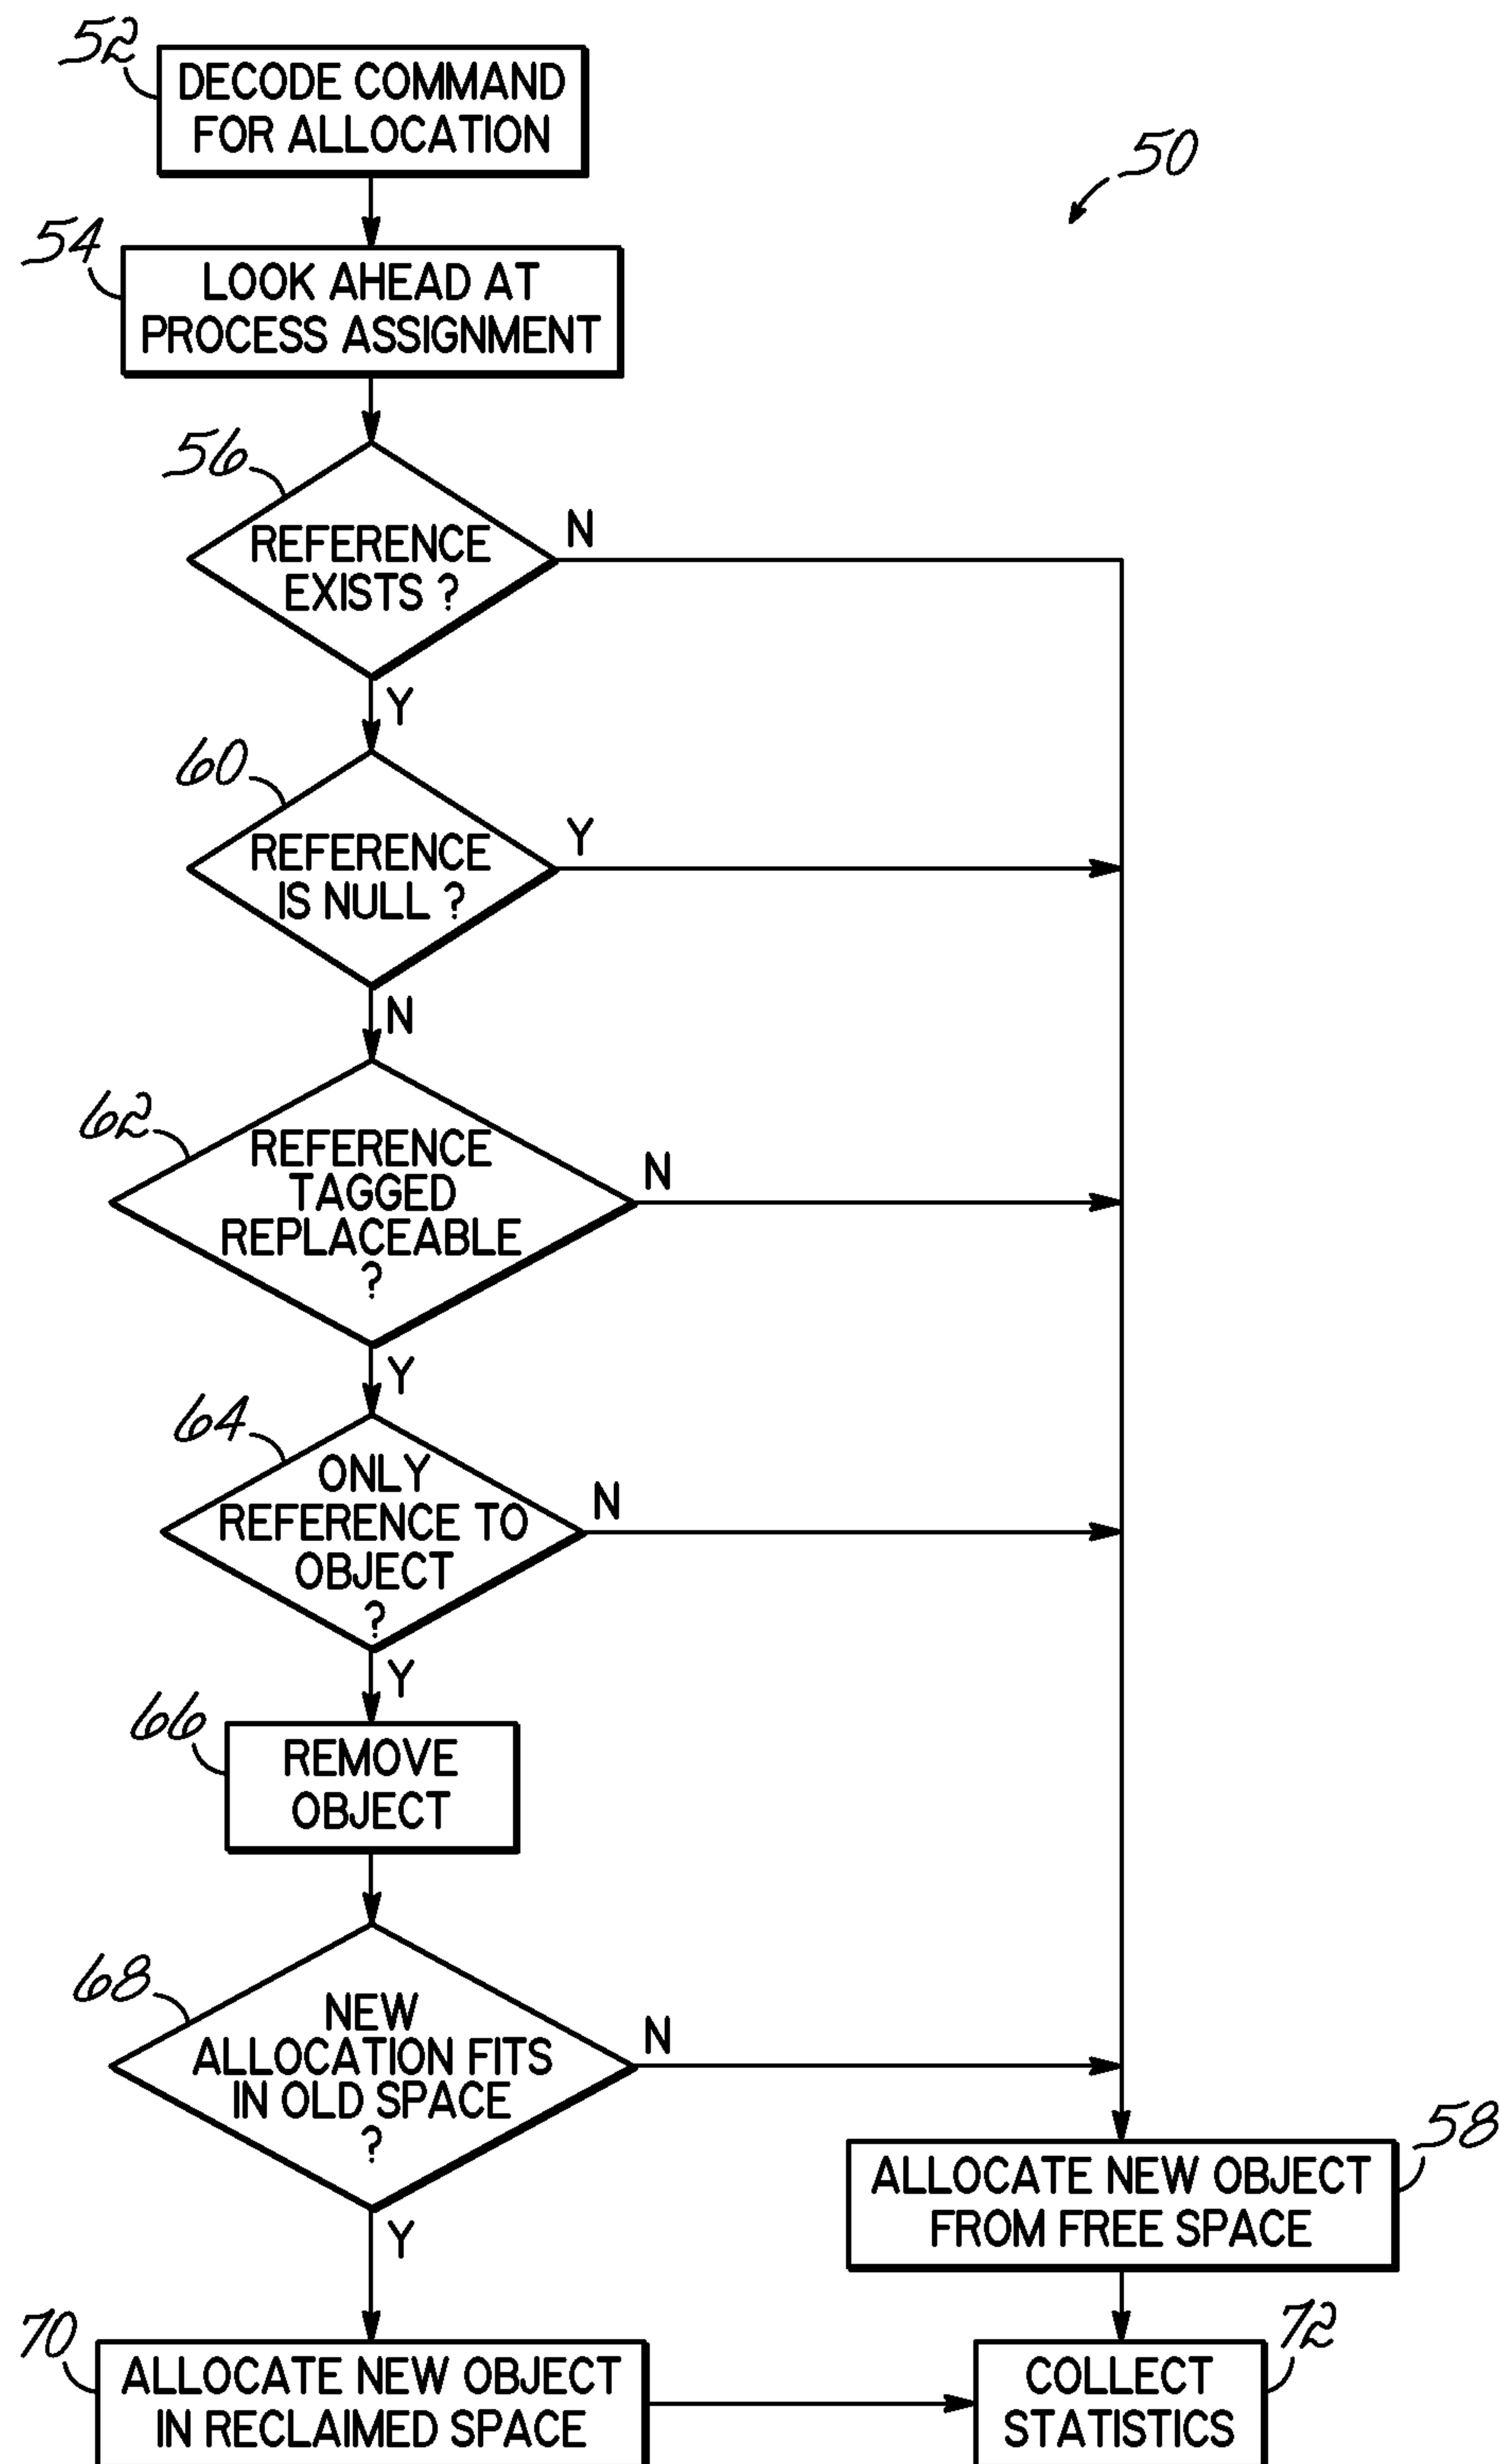 52
DECODE COMMAND
FOR ALLOCATION
50
54
LOOK AHEAD AT
PROCESS ASSIGNMENT
56
REFERENCE
EXISTS ?
N
Y
60
REFERENCE
IS NULL ?
Y
N
62
REFERENCE
TAGGED
REPLACEABLE
?
N
Y
64
ONLY
REFERENCE TO
OBJECT
?
N
Y
66
REMOVE
OBJECT
68
NEW
ALLOCATION FITS
IN OLD SPACE
?
N
Y
58
ALLOCATE NEW OBJECT
FROM FREE SPACE
70
ALLOCATE NEW OBJECT
IN RECLAIMED SPACE
72
COLLECT
STATISTICS